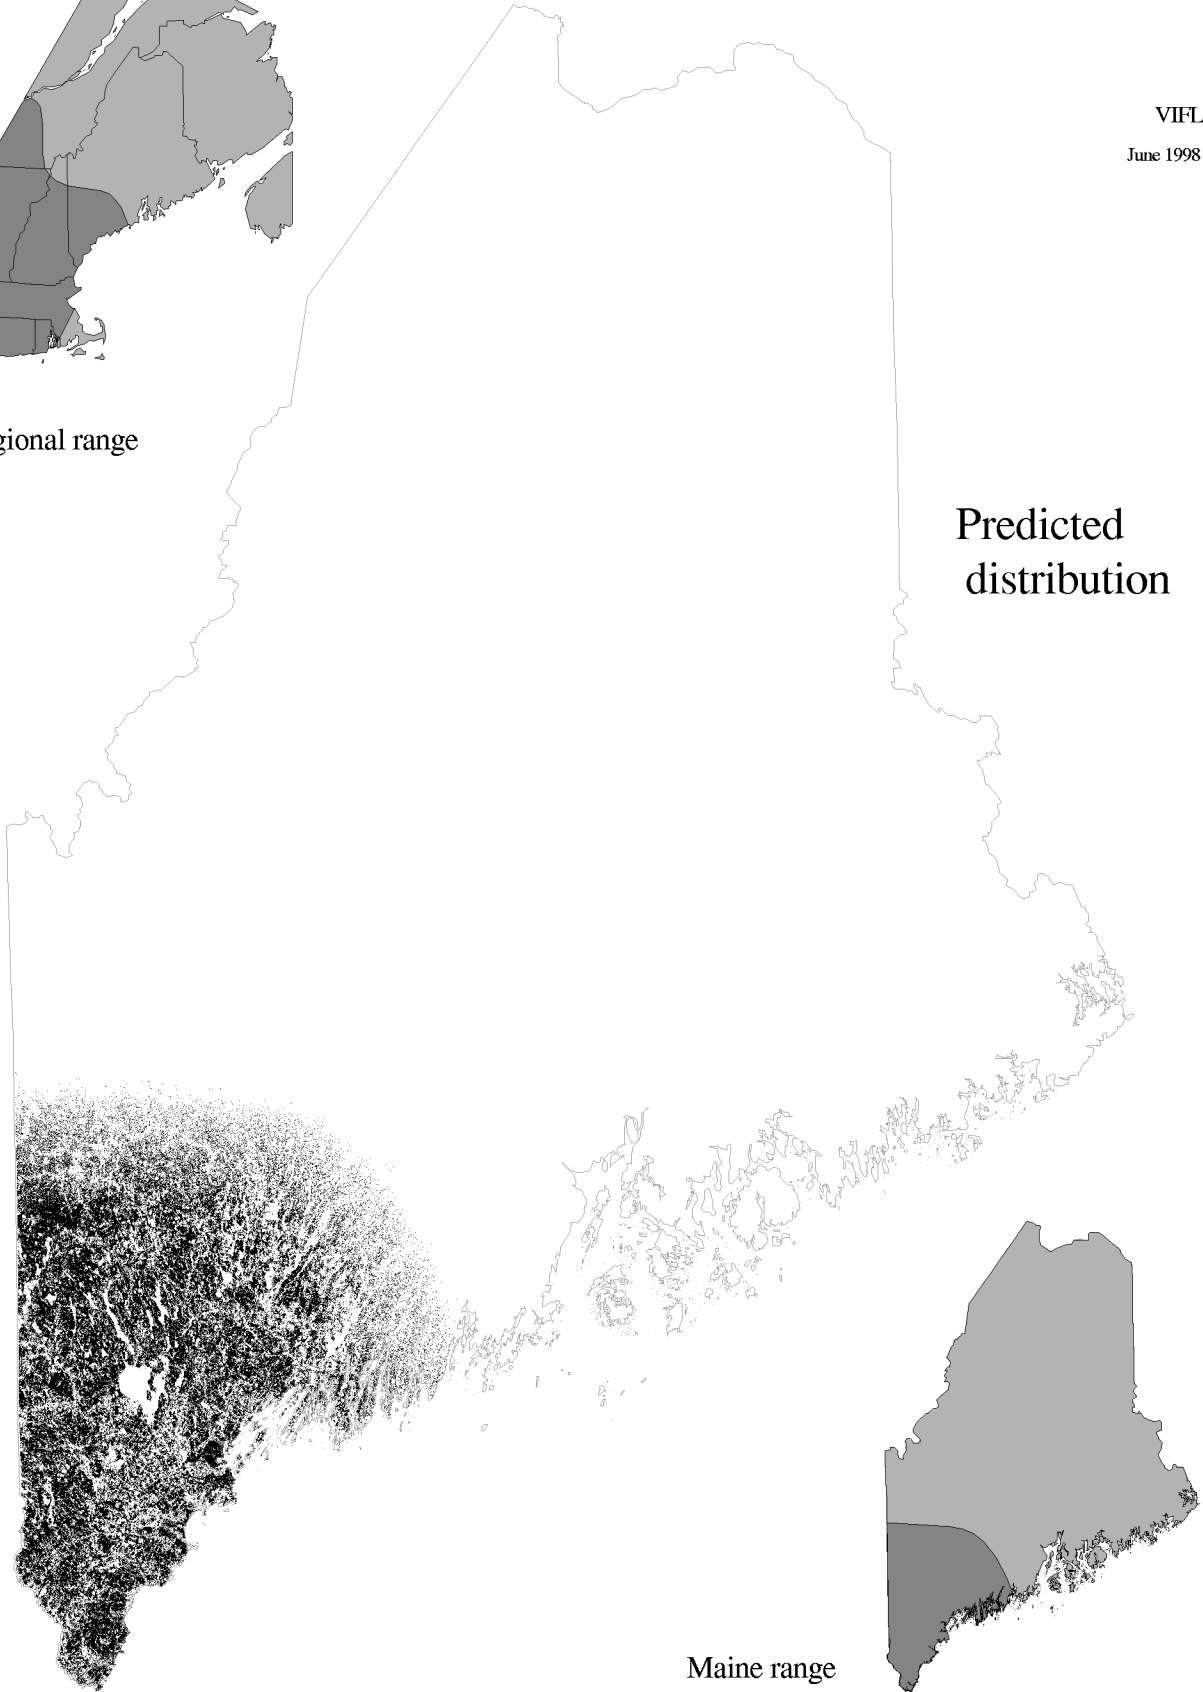 VIFL
June 1998
gional range
Predicted
distribution
Maine range